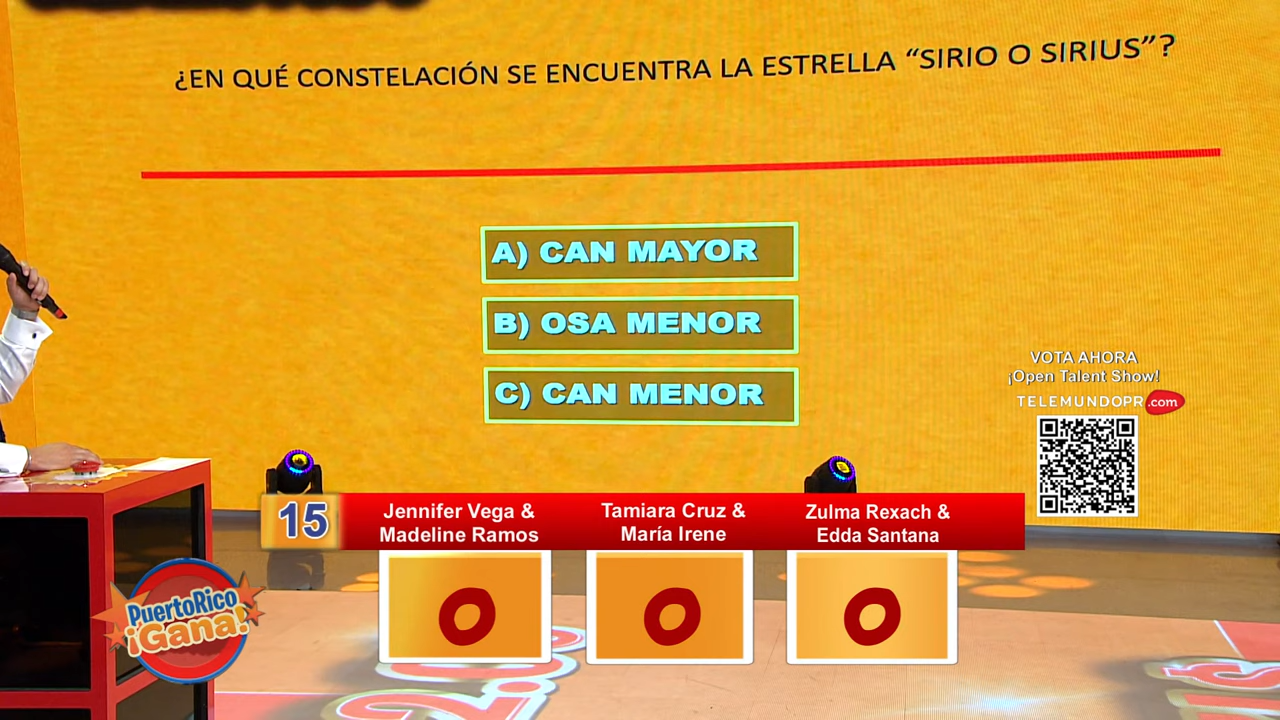 ¿EN QUÉ CONSTELACIÓN SE ENCUENTRA LA ESTRELLA “SIRIO O SIRIUS”?
A) CAN MAYOR
B) OSA MENOR
C) CAN MENOR
VOTA AHORA
¡Open Talent Show!
TELEMUNDOPR.com
15
Jennifer Vega &
Madeline Ramos
Tamiara Cruz &
María Irene
Zulma Rexach &
Edda Santana
0
0
0
PuertoRico
¡Gana!